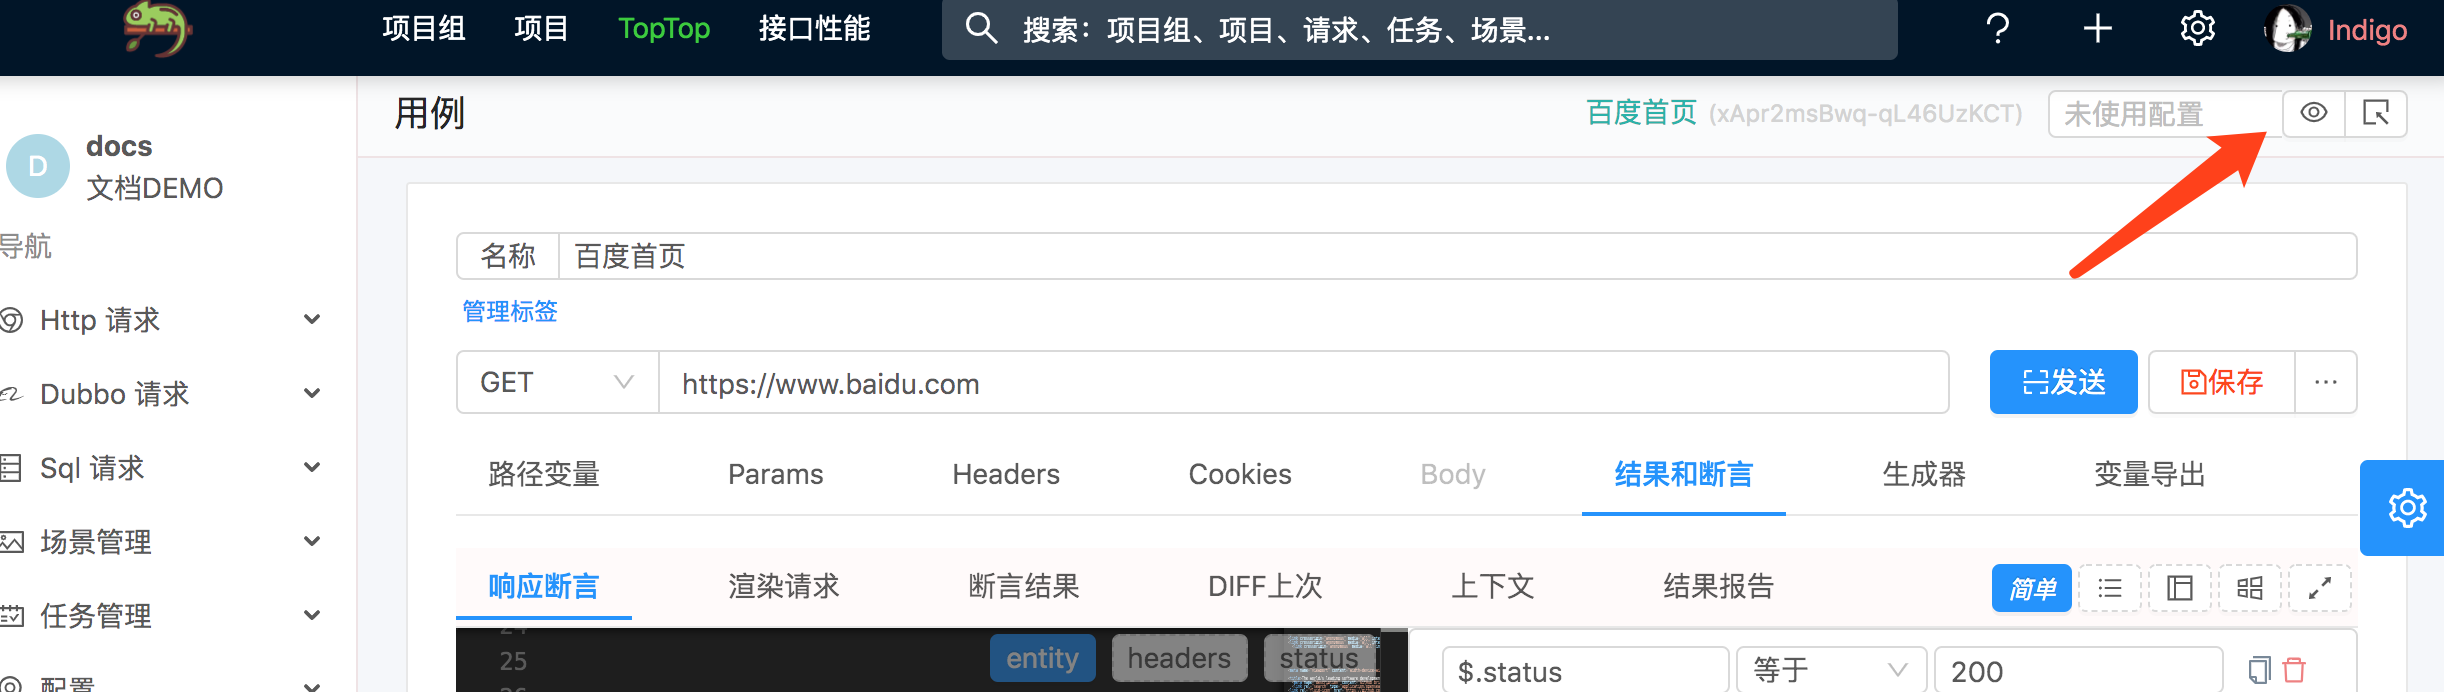 项目组 项目 TopTop 接口性能 搜索：项目组、项目、请求、任务、场景... Indigo
用例 百度首页 (xApr2msBwq-qL46UzKCT) 未使用配置
D docs
文档DEMO
导航
Http 请求
Dubbo 请求
Sql 请求
场景管理
任务管理
配置
名称 百度首页
管理标签
GET https://www.baidu.com 发送 保存 ...
路径变量 Params Headers Cookies Body 结果和断言 生成器 变量导出
响应断言 渲染请求 断言结果 DIFF上次 上下文 结果报告 简单
24
25 entity headers status
26
$.status 等于 200